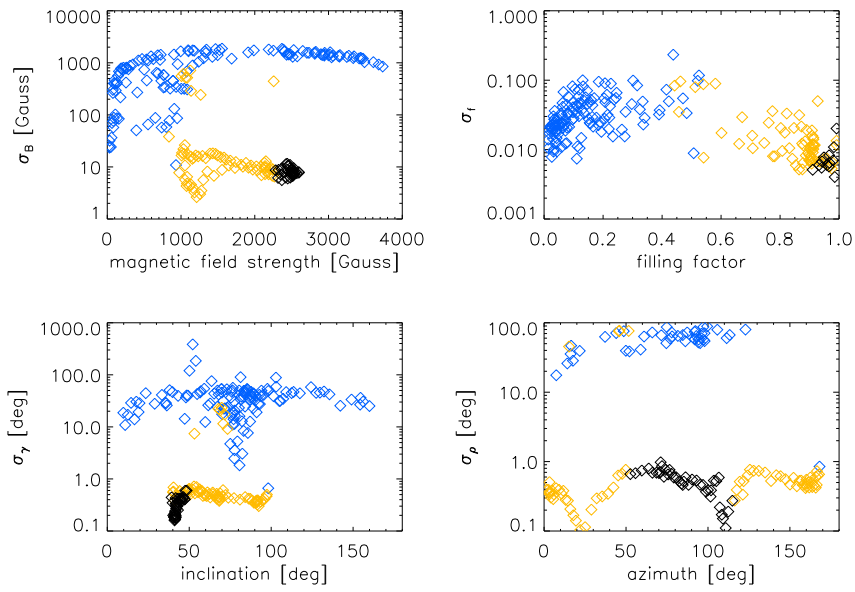 10000
1000
100
10
1
σB [Gauss]
0 1000 2000 3000 4000
magnetic field strength [Gauss]
1.000
0.100
0.010
0.001
σf
0.0 0.2 0.4 0.6 0.8 1.0
filling factor
1000.0
100.0
10.0
1.0
0.1
σγ [deg]
0 50 100 150
inclination [deg]
100.0
10.0
1.0
0.1
σρ [deg]
0 50 100 150
azimuth [deg]